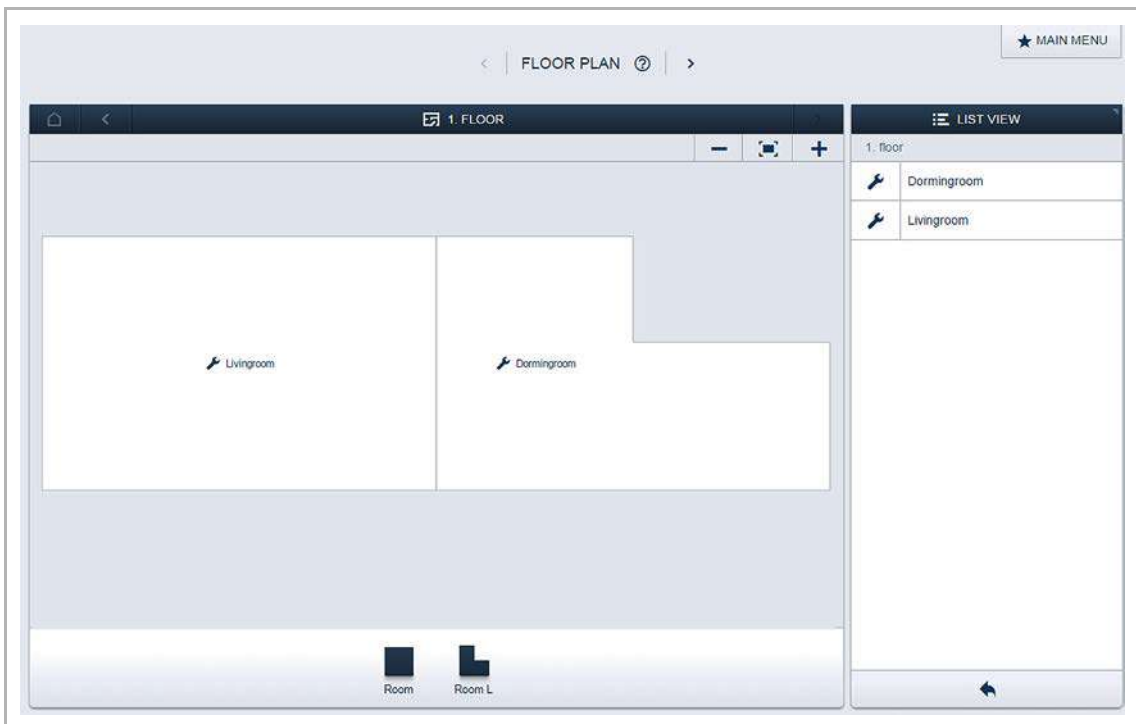 MAIN MENU
FLOOR PLAN
1. FLOOR
LIST VIEW
1. floor
Dormingroom
Livingroom
Livingroom
Dormingroom
Room
Room L